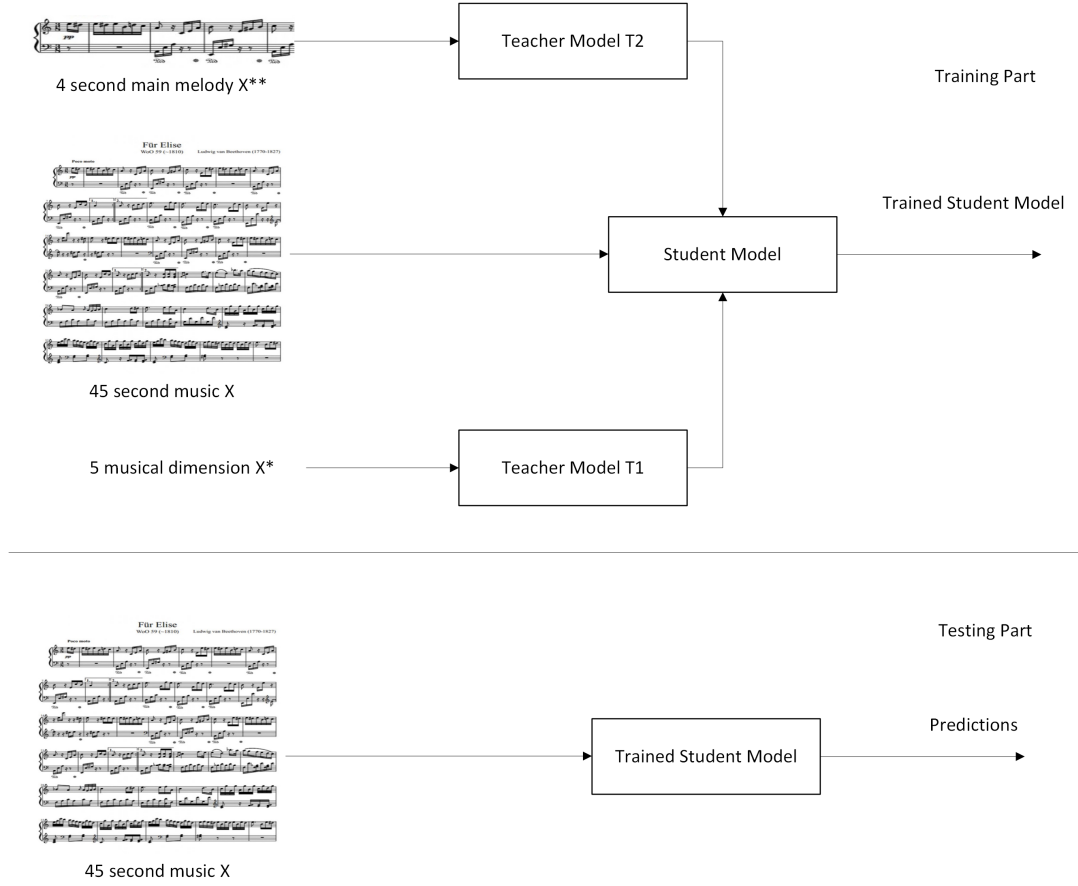 4 second main melody X**
Teacher Model T2
Training Part
Für Elise
WoO 59 (~1810)
Ludwig van Beethoven (1770-1827)
Poco moto
45 second music X
Student Model
Trained Student Model
5 musical dimension X*
Teacher Model T1
Testing Part
Für Elise
WoO 59 (~1810)
Ludwig van Beethoven (1770-1827)
Poco moto
45 second music X
Trained Student Model
Predictions